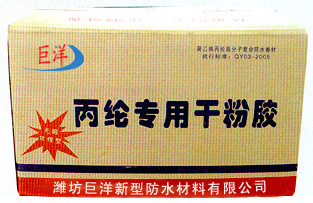 巨洋
聚乙烯丙纶高分子复合防水卷材
执行标准：QY03-2005
丙纶专用干粉胶
潍坊巨洋新型防水材料有限公司